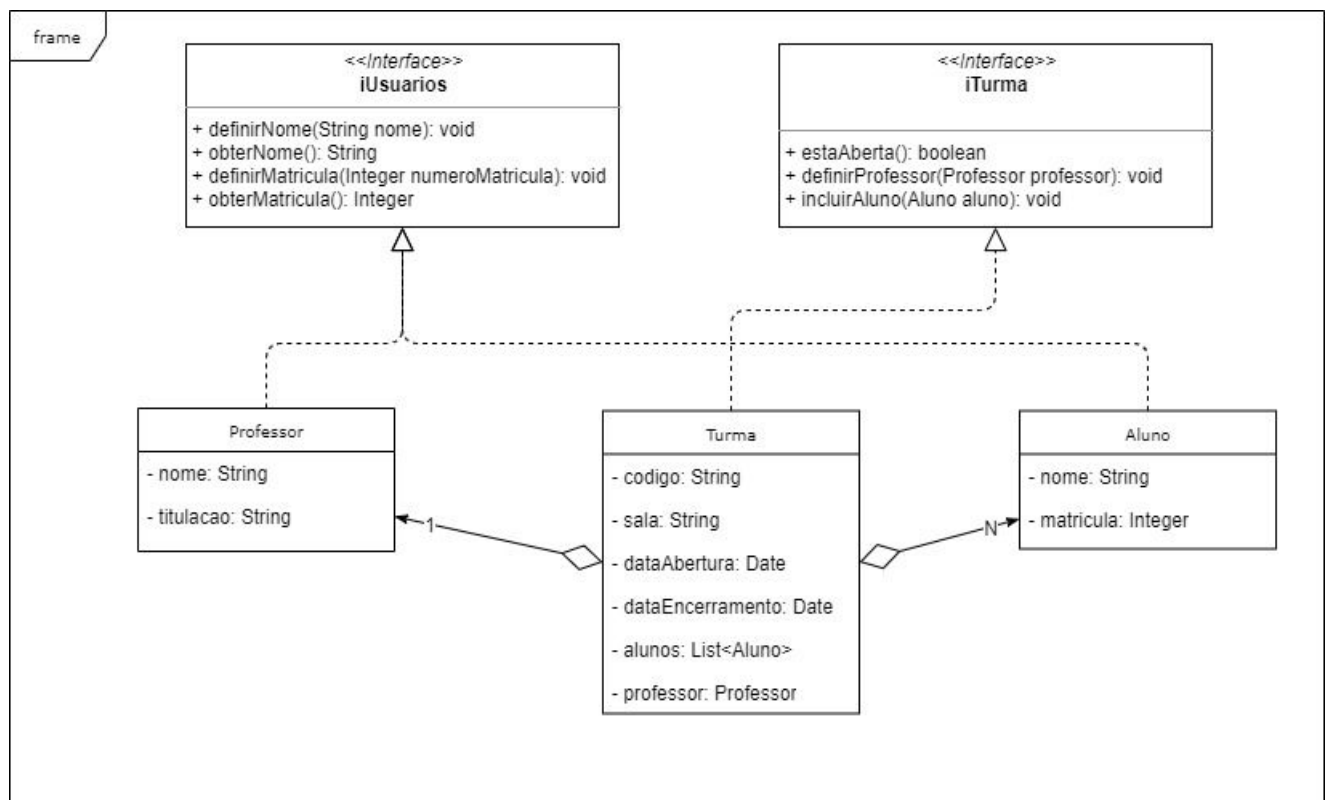 frame
<<Interface>>
iUsuarios
+ definirNome(String nome): void
+ obterNome(): String
+ definirMatricula(Integer numeroMatricula): void
+ obterMatricula(): Integer
<<Interface>>
iTurma
+ estaAberta(): boolean
+ definirProfessor(Professor professor): void
+ incluirAluno(Aluno aluno): void
Professor
- nome: String
- titulacao: String
1
Turma
- codigo: String
- sala: String
- dataAbertura: Date
- dataEncerramento: Date
- alunos: List<Aluno>
- professor: Professor
N
Aluno
- nome: String
- matricula: Integer